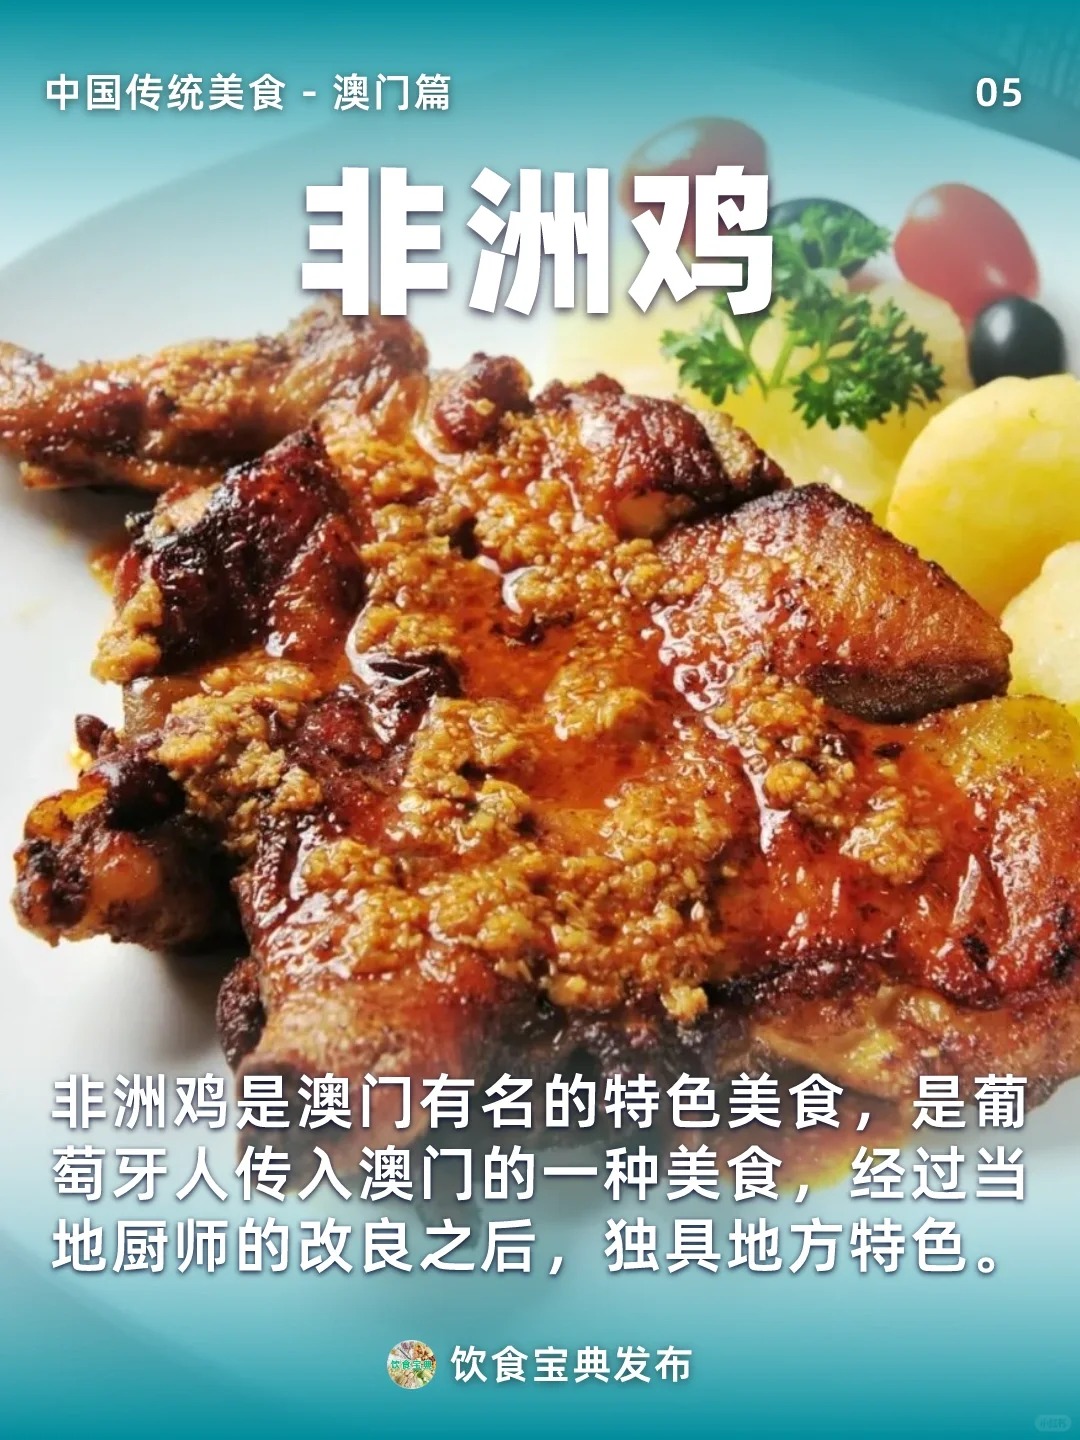 中国传统美食 - 澳门篇
05
非洲鸡
非洲鸡是澳门有名的特色美食，是葡
萄牙人传入澳门的一种美食，经过当
地厨师的改良之后，独具地方特色。
饮食宝典
饮食宝典发布